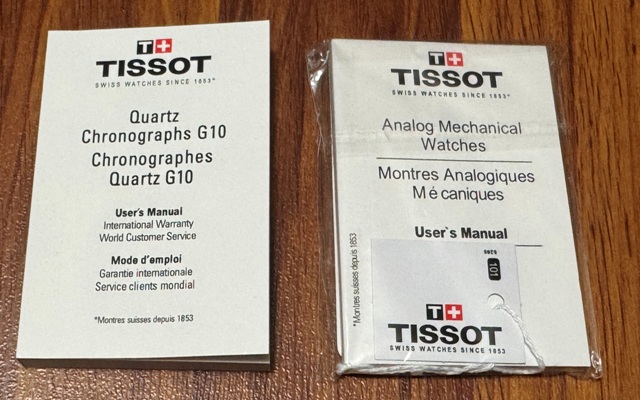 T+
TISSOT
SWISS WATCHES SINCE 1853*
Quartz
Chronographs G10
Chronographes
Quartz G10
User's Manual
International Warranty
World Customer Service
Mode d'emploi
Garantie internationale
Service clients mondial
*Montres suisses depuis 1853
T+
TISSOT
SWISS WATCHES SINCE 1853*
Analog Mechanical
Watches
Montres Analogiques
Mé caniques
User`s Manual
*Montres suisses depuis 1853
101
T+
TISSOT
SWISS WATCHES SINCE 1853